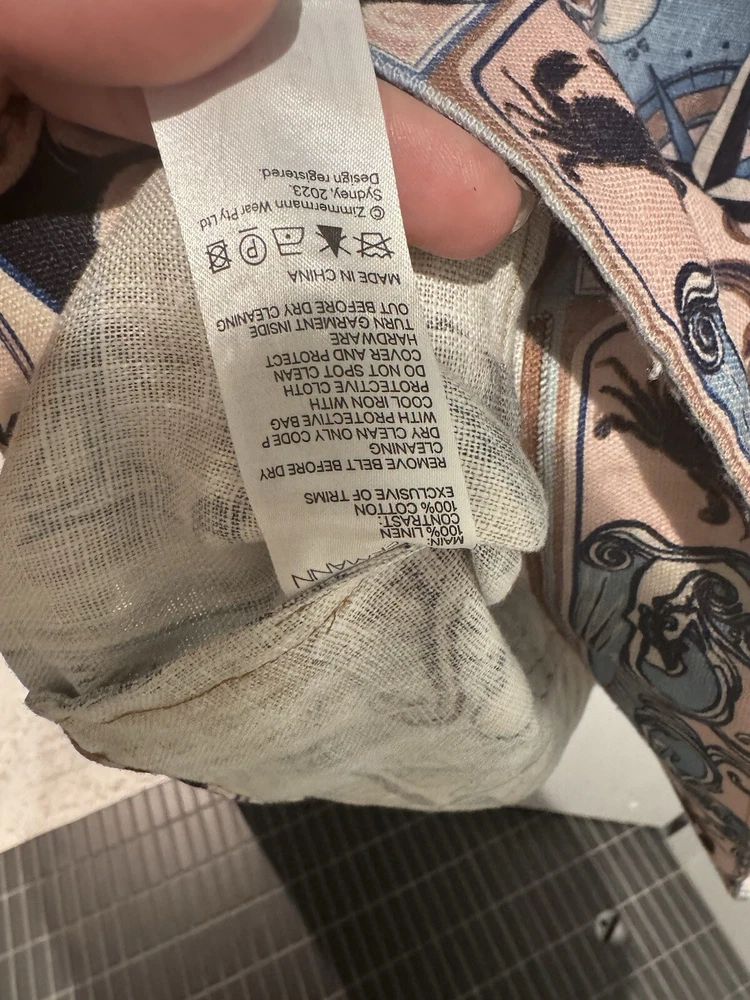 MAIN:
100% LINEN
CONTRAST:
100% COTTON
EXCLUSIVE OF TRIMS
REMOVE BELT BEFORE DRY
CLEANING
DRY CLEAN ONLY CODE P
WITH PROTECTIVE BAG
COOL IRON WITH
PROTECTIVE CLOTH
DO NOT SPOT CLEAN
COVER AND PROTECT
HARDWARE
TURN GARMENT INSIDE
OUT BEFORE DRY CLEANING
MADE IN CHINA
P
© Zimmermann Wear Pty Ltd
Sydney, 2023.
Design registered.